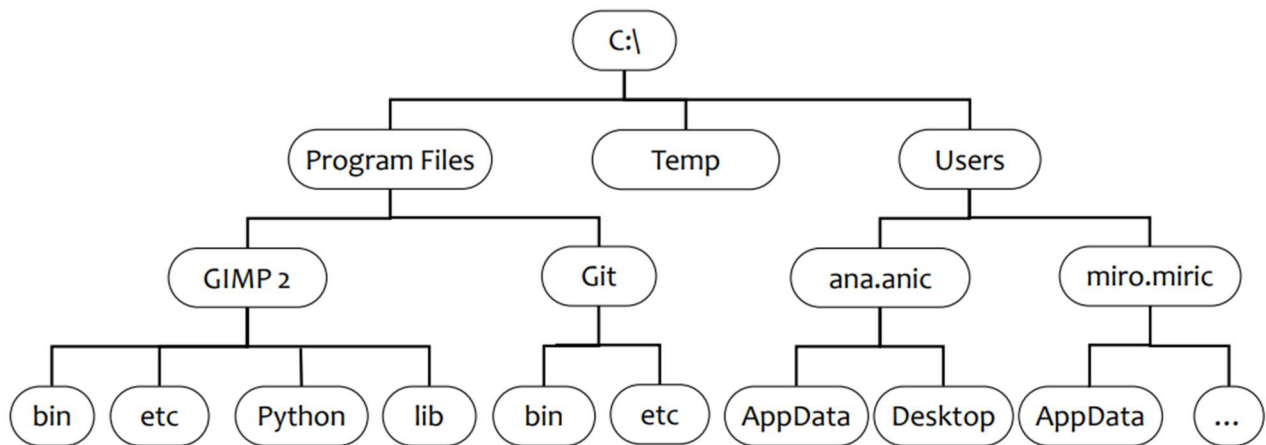 C:\
Program Files
Temp
Users
GIMP 2
Git
ana.anic
miro.miric
bin
etc
Python
lib
bin
etc
AppData
Desktop
AppData
...